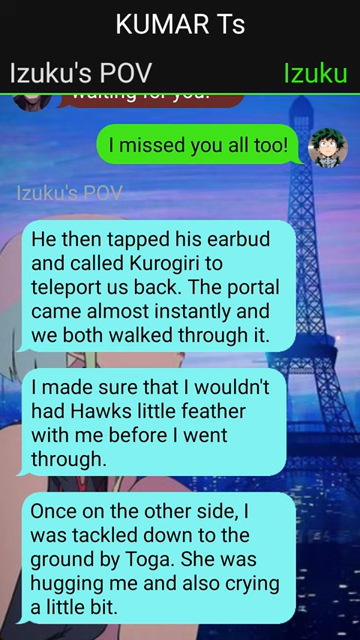 KUMAR Ts
Izuku's POV
Izuku
waiting for you!
I missed you all too!
Izuku's POV
He then tapped his earbud
and called Kurogiri to
teleport us back. The portal
came almost instantly and
we both walked through it.
I made sure that I wouldn't
had Hawks little feather
with me before I went
through.
Once on the other side, I
was tackled down to the
ground by Toga. She was
hugging me and also crying
a little bit.